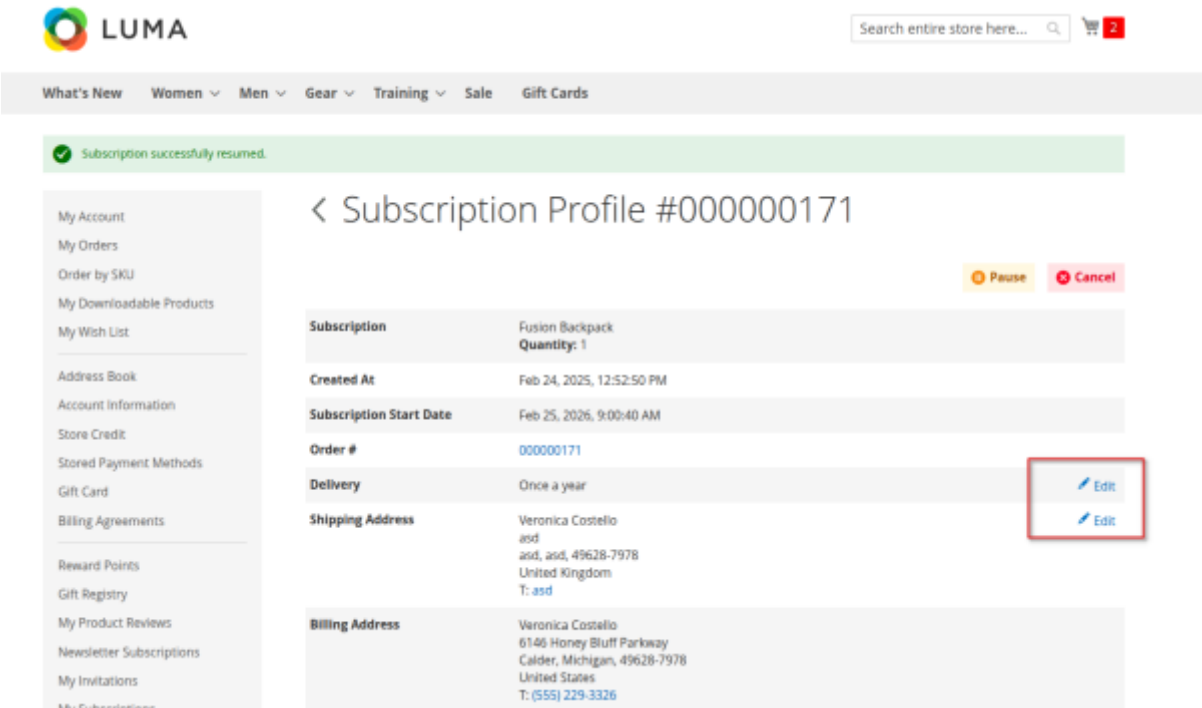 LUMA
Search entire store here...
2
What's New Women Men Gear Training Sale Gift Cards
Subscription successfully resumed.
My Account
My Orders
Order by SKU
My Downloadable Products
My Wish List
Address Book
Account Information
Store Credit
Stored Payment Methods
Gift Card
Billing Agreements
Reward Points
Gift Registry
My Product Reviews
Newsletter Subscriptions
My Invitations
My Subscriptions
Subscription Profile #000000171
Pause Cancel
Subscription Fusion Backpack
Quantity: 1
Created At Feb 24, 2025, 12:52:50 PM
Subscription Start Date Feb 25, 2026, 9:00:40 AM
Order # 000000171
Delivery Once a year Edit
Shipping Address Veronica Costello Edit
asd
asd, asd, 49628-7978
United Kingdom
T: asd
Billing Address Veronica Costello
6146 Honey Bluff Parkway
Calder, Michigan, 49628-7978
United States
T: (555) 229-3326